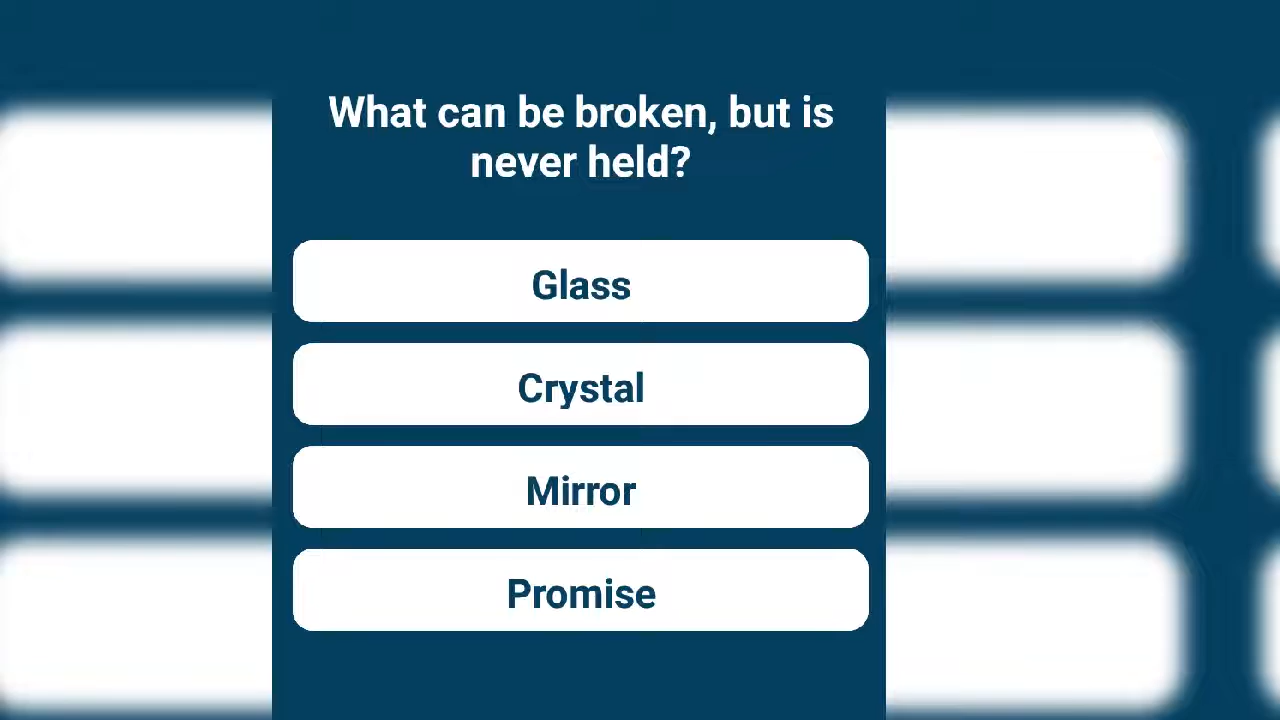 What can be broken, but is
never held?
Glass
Crystal
Mirror
Promise